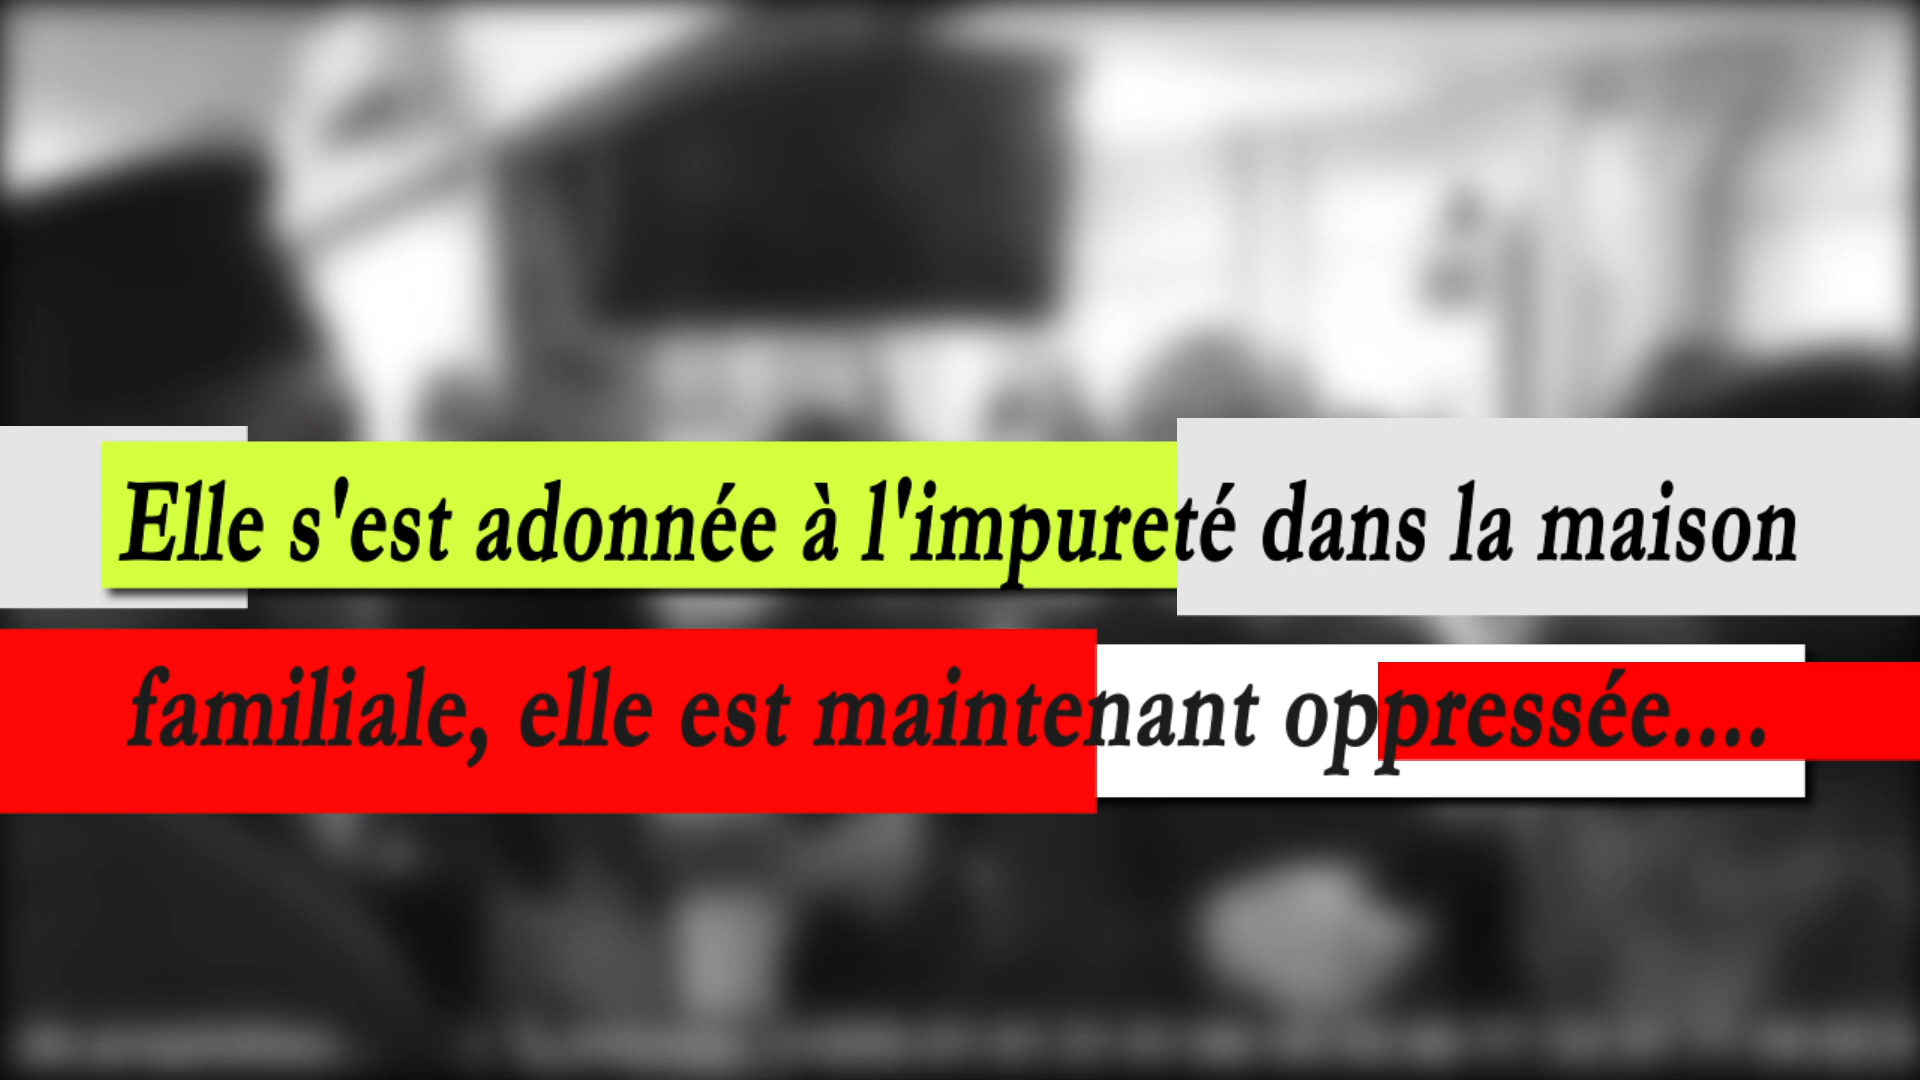 Elle s'est adonnée à l'impureté dans la maison
familiale, elle est maintenant oppressée....